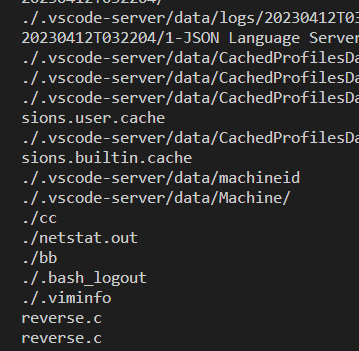 20230412T032204/
./.vscode-server/data/logs/20230412T03
20230412T032204/1-JSON Language Server
./.vscode-server/data/CachedProfilesDa
./.vscode-server/data/CachedProfilesDa
./.vscode-server/data/CachedProfilesDa
sions.user.cache
./.vscode-server/data/CachedProfilesDa
sions.builtin.cache
./.vscode-server/data/machineid
./.vscode-server/data/Machine/
./cc
./netstat.out
./bb
./.bash_logout
./.viminfo
reverse.c
reverse.c